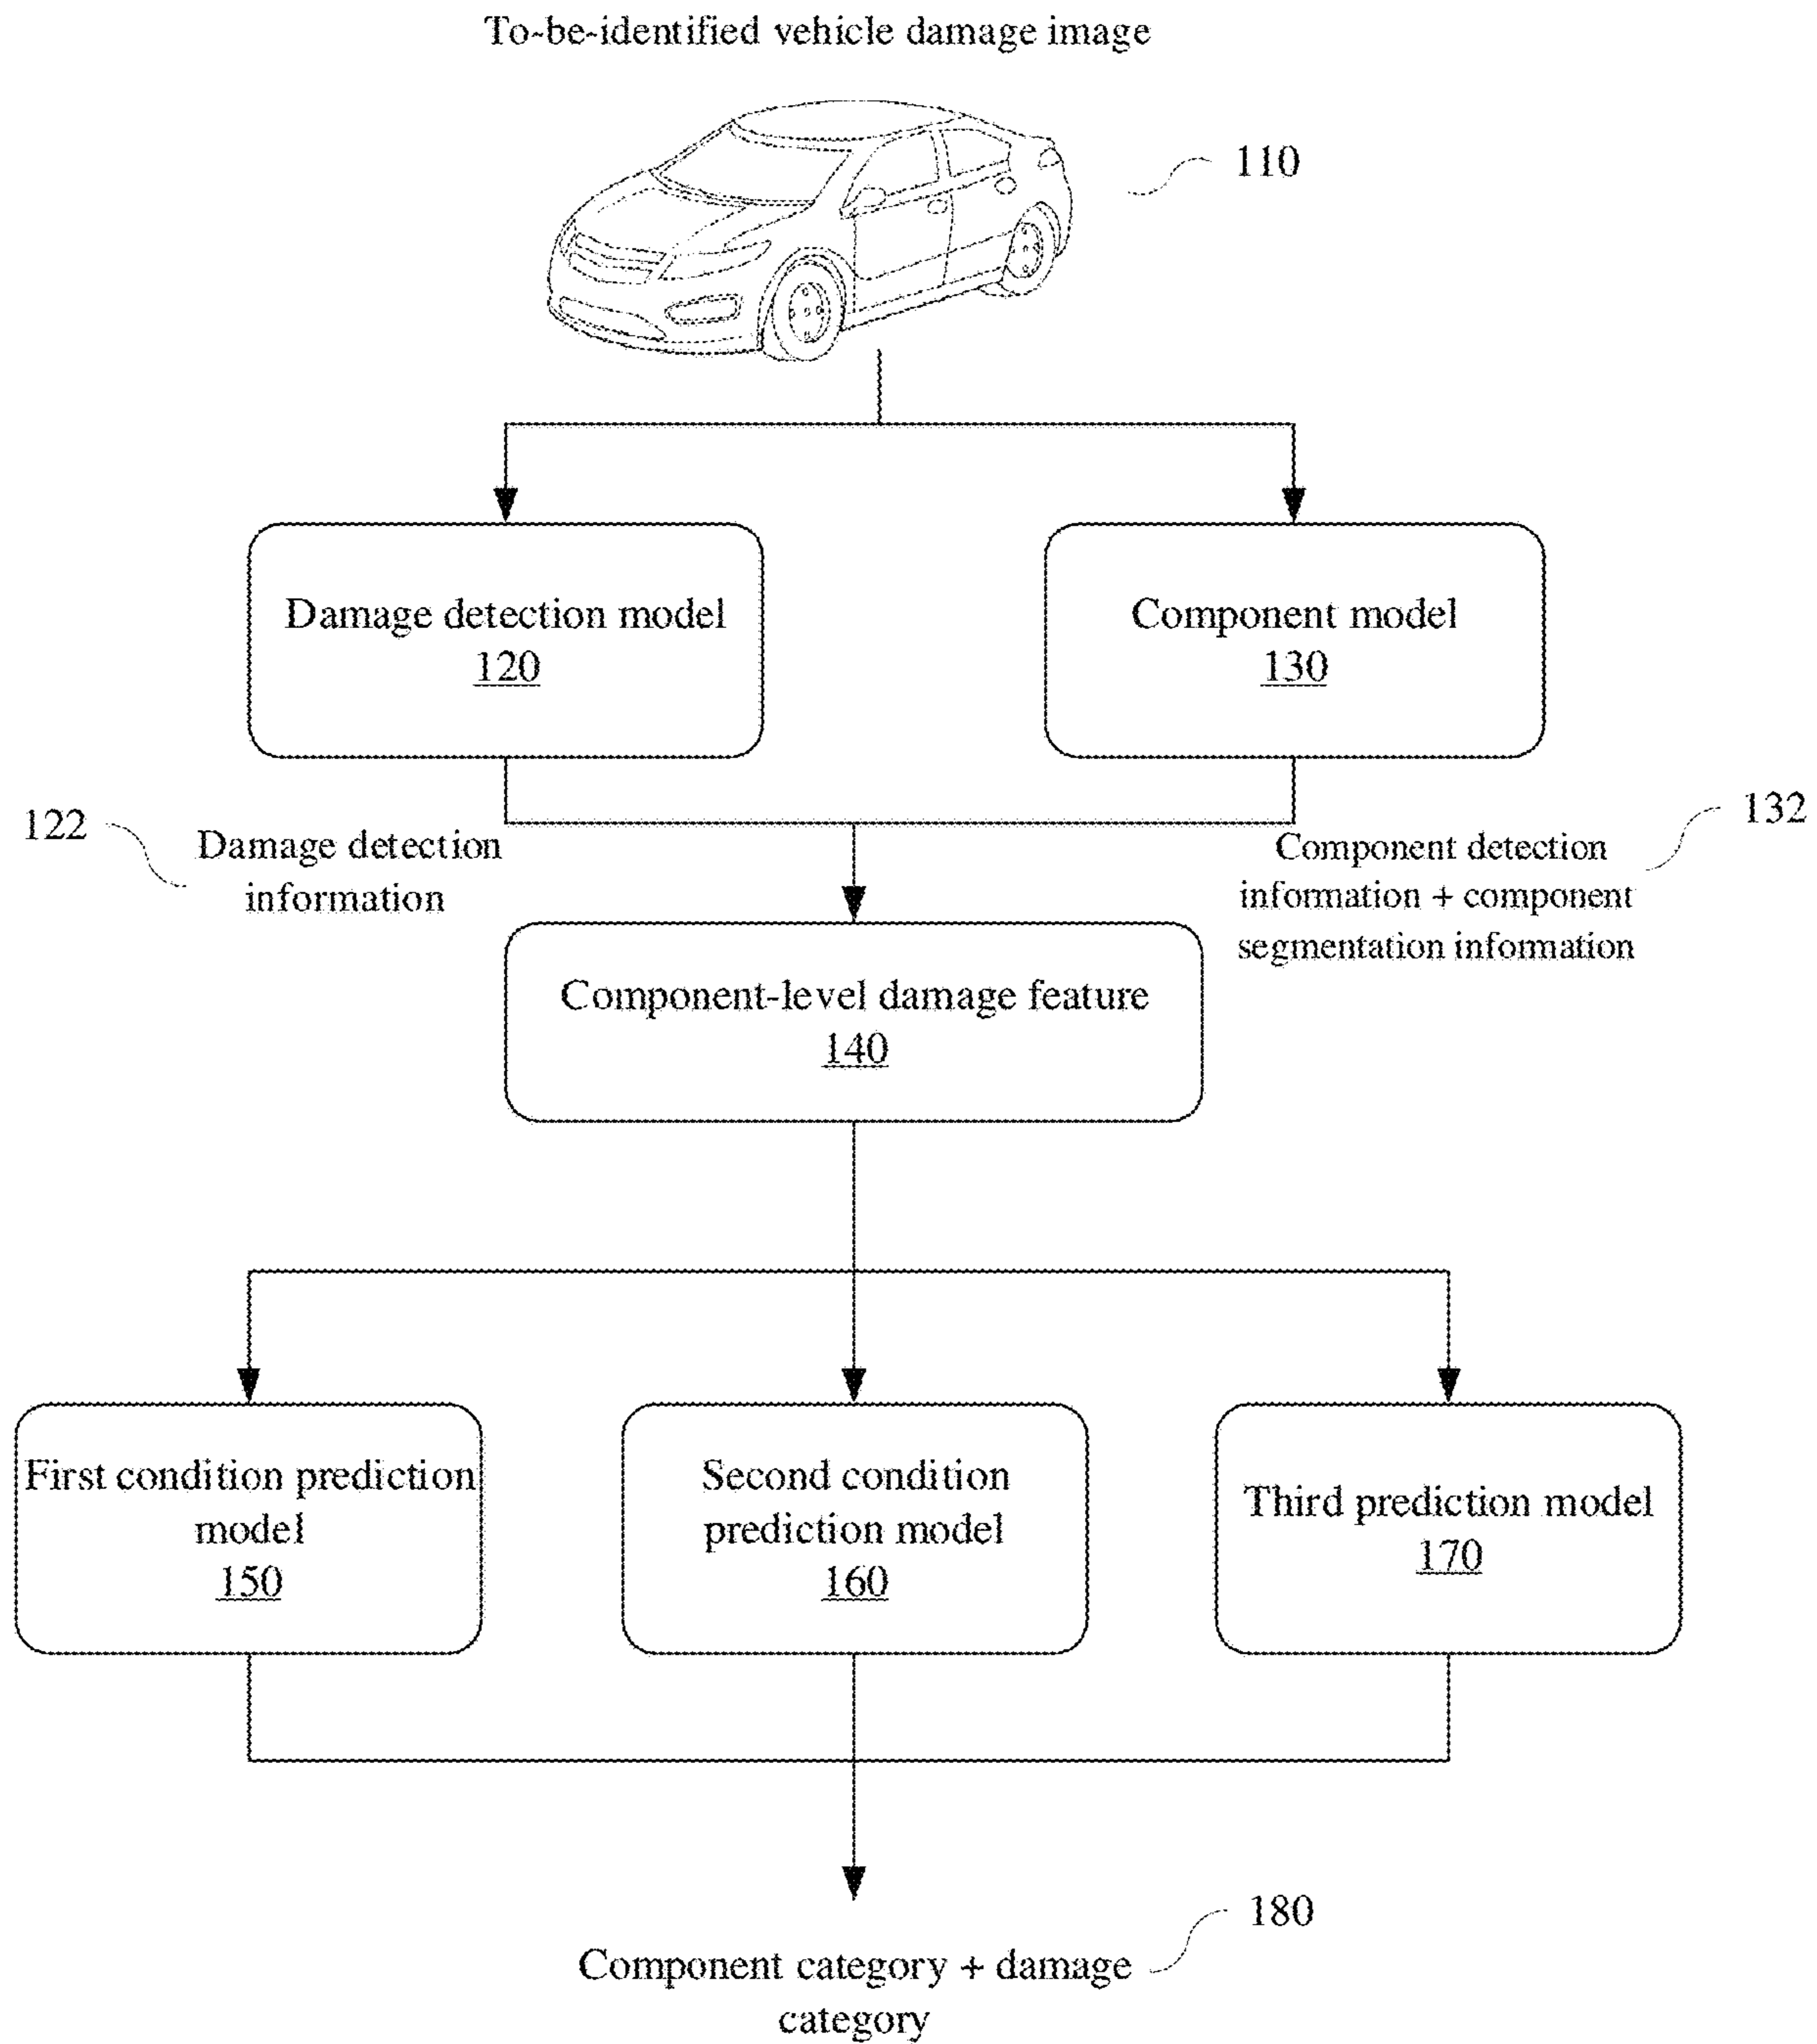 To-be-identified vehicle damage image
110
Damage detection model
120
Component model
130
122
Damage detection
information
132
Component detection
information + component
segmentation information
Component-level damage feature
140
First condition prediction
model
150
Second condition
prediction model
160
Third prediction model
170
180
Component category + damage
category